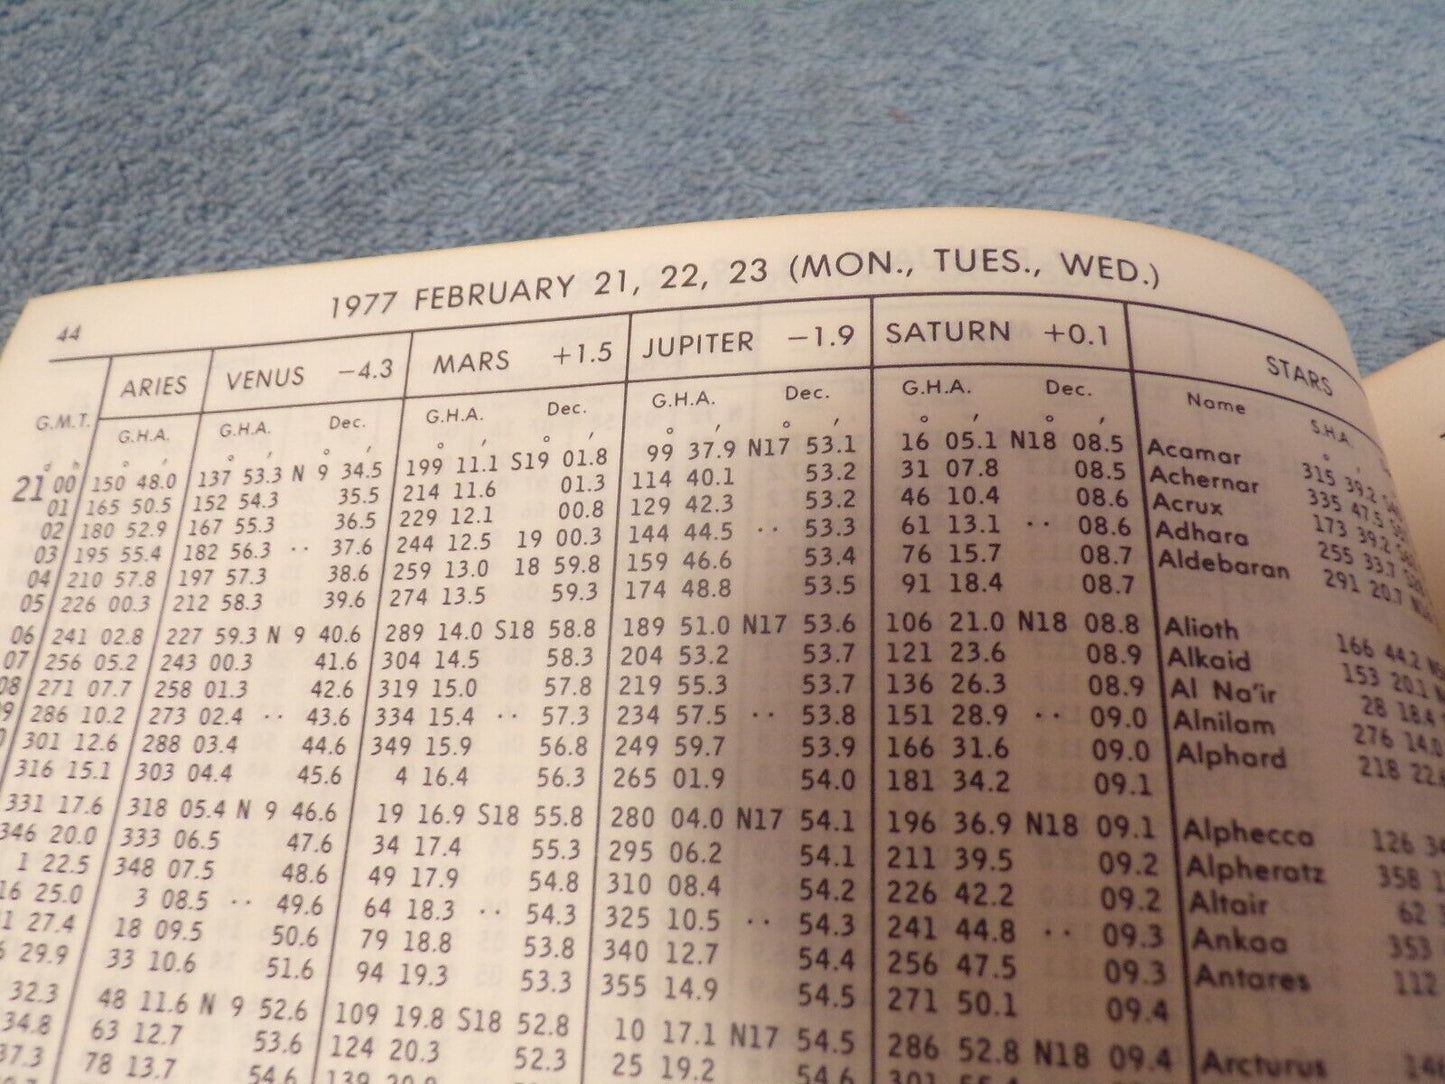 1977 FEBRUARY 21, 22, 23 (MON., TUES., WED.)
44
ARIES VENUS −4.3 MARS +1.5 JUPITER −1.9 SATURN +0.1 STARS
G.M.T. G.H.A. G.H.A. Dec. G.H.A. Dec. G.H.A. Dec. G.H.A. Dec. Name S.H.A.
d h ° ′ ° ′ ° ′ ° ′ ° ′ ° ′ ° ′ ° ′ ° ′ ° ′
21 00 150 48.0 137 53.3 N 9 34.5 199 11.1 S19 01.8 99 37.9 N17 53.1 16 05.1 N18 08.5 Acamar 315 39.2
01 165 50.5 152 54.3 35.5 214 11.6 01.3 114 40.1 53.2 31 07.8 08.5 Achernar 335 47.5
02 180 52.9 167 55.3 36.5 229 12.1 00.8 129 42.3 53.2 46 10.4 08.6 Acrux 173 39.2
03 195 55.4 182 56.3 ·· 37.6 244 12.5 19 00.3 144 44.5 ·· 53.3 61 13.1 ·· 08.6 Adhara 255 33.7
04 210 57.8 197 57.3 38.6 259 13.0 18 59.8 159 46.6 53.4 76 15.7 08.7 Aldebaran 291 20.7
05 226 00.3 212 58.3 39.6 274 13.5 59.3 174 48.8 53.5 91 18.4 08.7
06 241 02.8 227 59.3 N 9 40.6 289 14.0 S18 58.8 189 51.0 N17 53.6 106 21.0 N18 08.8 Alioth 166 44.2
07 256 05.2 243 00.3 41.6 304 14.5 58.3 204 53.2 53.7 121 23.6 08.9 Alkaid 153 20.1
08 271 07.7 258 01.3 42.6 319 15.0 57.8 219 55.3 53.7 136 26.3 08.9 Al Na'ir 28 18.4
9 286 10.2 273 02.4 ·· 43.6 334 15.4 ·· 57.3 234 57.5 ·· 53.8 151 28.9 ·· 09.0 Alnilam 276 14.0
0 301 12.6 288 03.4 44.6 349 15.9 56.8 249 59.7 53.9 166 31.6 09.0 Alphard 218 22.6
316 15.1 303 04.4 45.6 4 16.4 56.3 265 01.9 54.0 181 34.2 09.1
331 17.6 318 05.4 N 9 46.6 19 16.9 S18 55.8 280 04.0 N17 54.1 196 36.9 N18 09.1 Alphecca 126
346 20.0 333 06.5 47.6 34 17.4 55.3 295 06.2 54.1 211 39.5 09.2 Alpheratz 358
1 22.5 348 07.5 48.6 49 17.9 54.8 310 08.4 54.2 226 42.2 09.2 Altair 62
16 25.0 3 08.5 ·· 49.6 64 18.3 ·· 54.3 325 10.5 ·· 54.3 241 44.8 ·· 09.3 Ankaa 353
1 27.4 18 09.5 50.6 79 18.8 53.8 340 12.7 54.4 256 47.5 09.3 Antares 112
29.9 33 10.6 51.6 94 19.3 53.3 355 14.9 54.5 271 50.1 09.4
32.3 48 11.6 N 9 52.6 109 19.8 S18 52.8 10 17.1 N17 54.5 286 52.8 N18 09.4 Arcturus
34.8 63 12.7 53.6 124 20.3 52.3 25 19.2 54.6
37.3 78 13.7 54.6